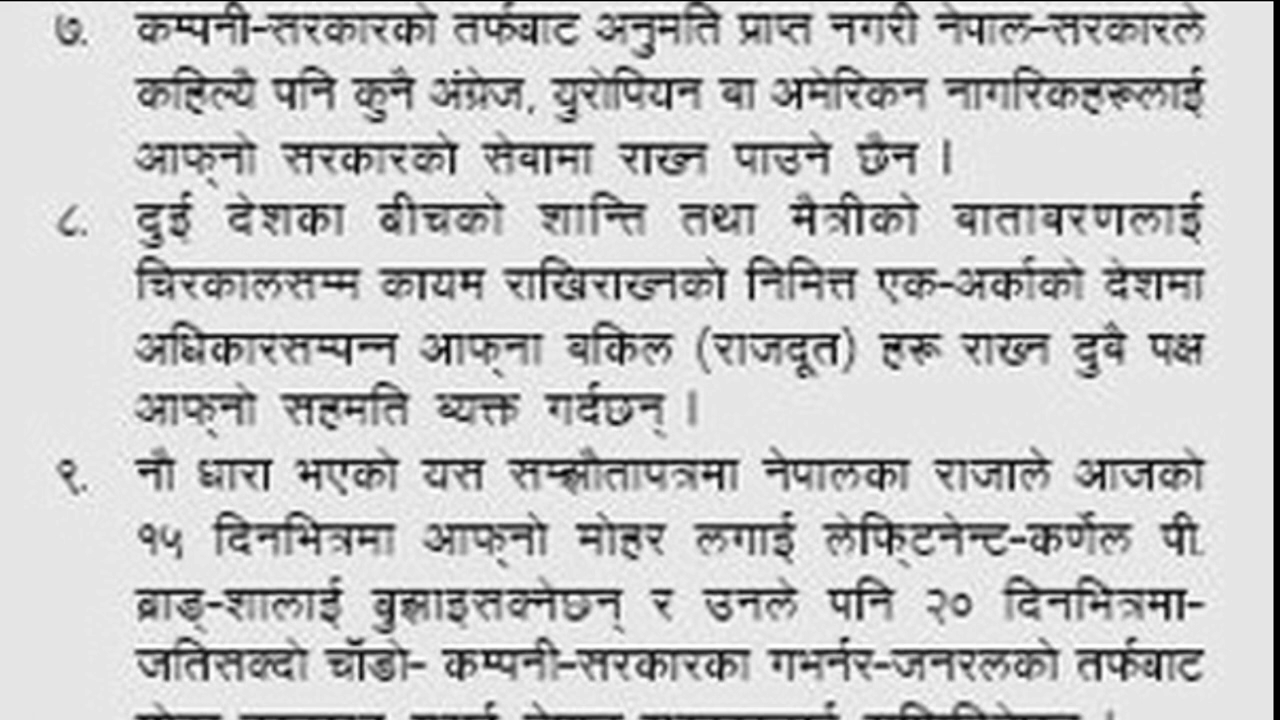 ७. कम्पनी-सरकारको तर्फबाट अनुमति प्राप्त नगरी नेपाल-सरकारले
कहिल्यै पनि कुनै अंग्रेज, युरोपियन वा अमेरिकन नागरिकहरूलाई
आफ्‌नो सरकारको सेवामा राख्न पाउने छैन ।
८. दुई देशका बीचको शान्ति तथा मैत्रीको वातावरणलाई
चिरकालसम्म कायम राखिराख्नको निमित्त एक-अर्काको देशमा
अधिकारसम्पन्न आफ्‌ना वकिल (राजदूत) हरू राख्न दुवै पक्ष
आफ्‌नो सहमति व्यक्त गर्दछन् ।
९. नौ धारा भएको यस सम्झौतापत्रमा नेपालका राजाले आजको
१५ दिनभित्रमा आफ्‌नो मोहर लगाई लेफ्‌टिनेन्ट-कर्णेल पी.
ब्राड्-शालाई बुझाइसक्नेछन् र उनले पनि २० दिनभित्रमा-
जतिसक्दो चाँडो- कम्पनी-सरकारका गभर्नर-जनरलको तर्फबाट